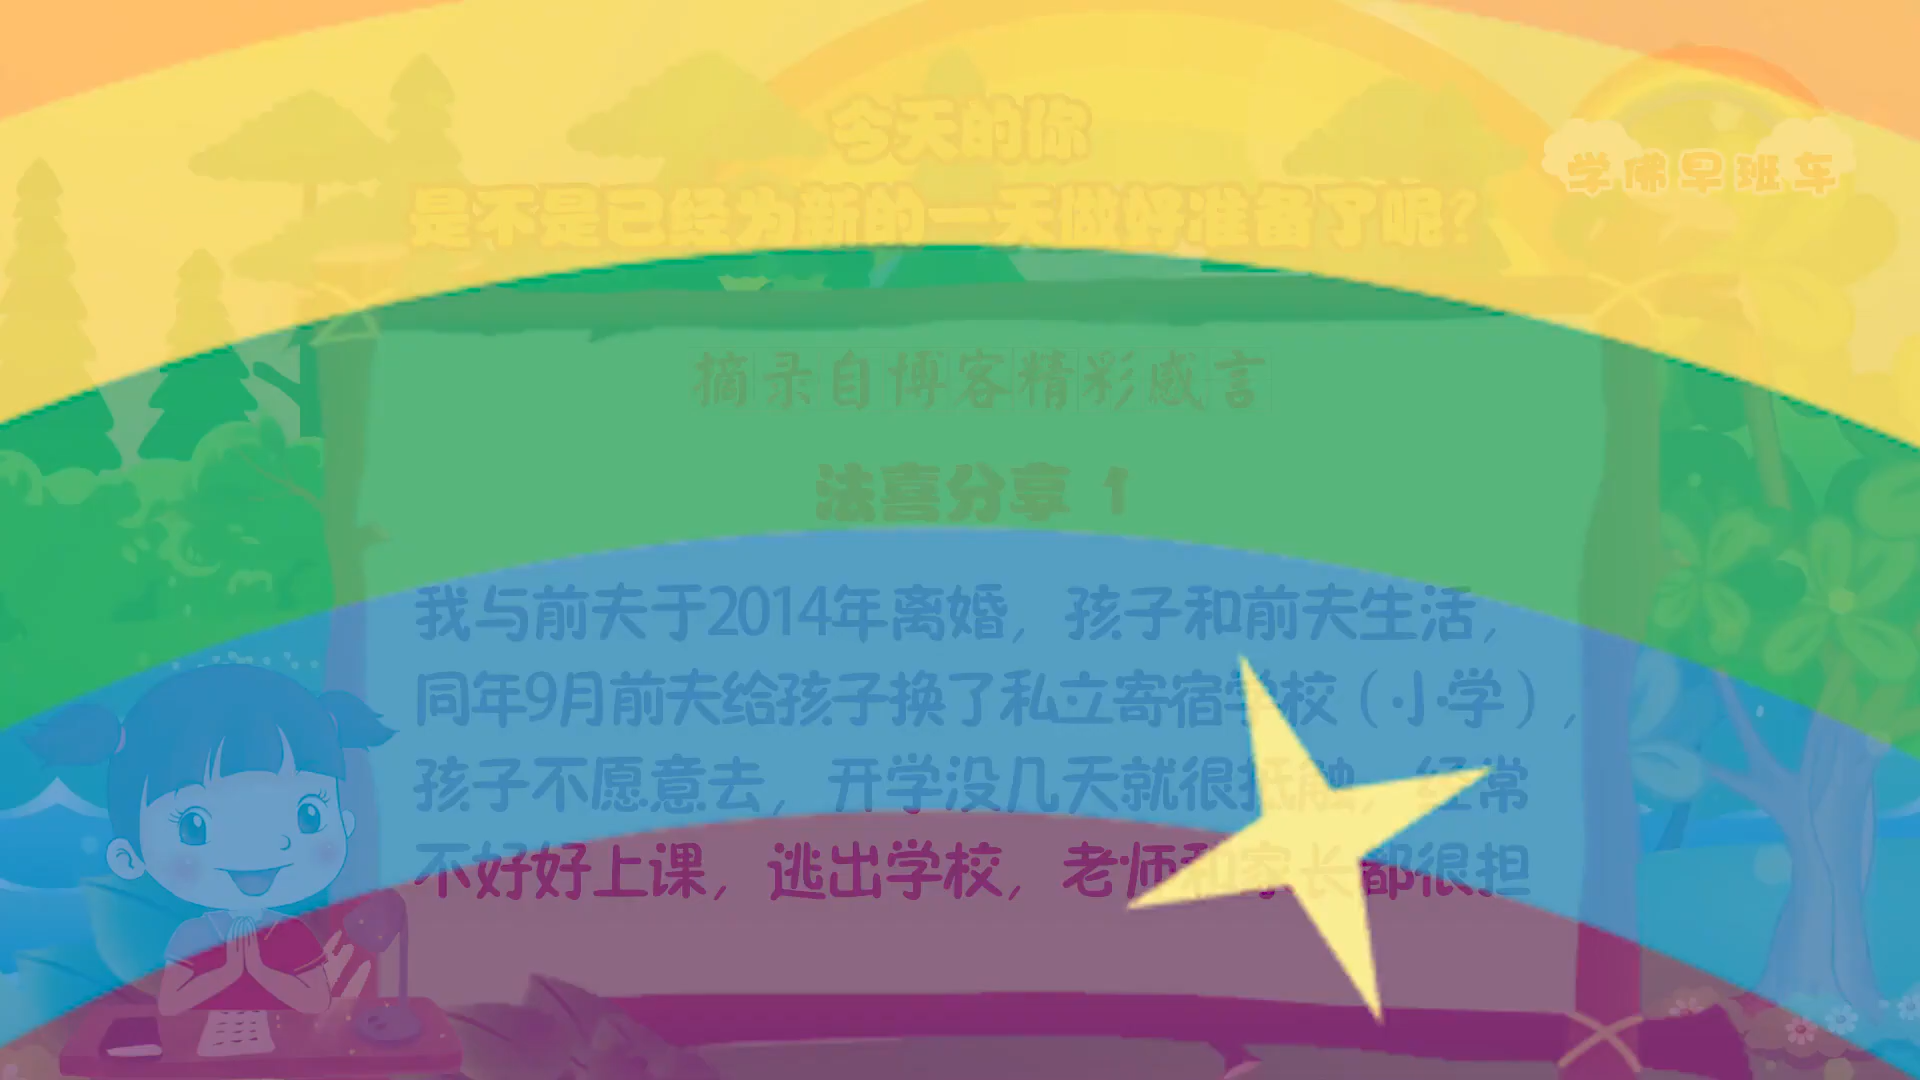 今天的你
学佛早班车
是不是已经为新的一天做好准备了呢?
摘录自博客精彩感言
法喜分享 1
我与前夫于2014年离婚，孩子和前夫生活，
同年9月前夫给孩子换了私立寄宿学校（小学），
孩子不愿意去，开学没几天就很抵触，经常
不好好上课，逃出学校，老师和家长都很担